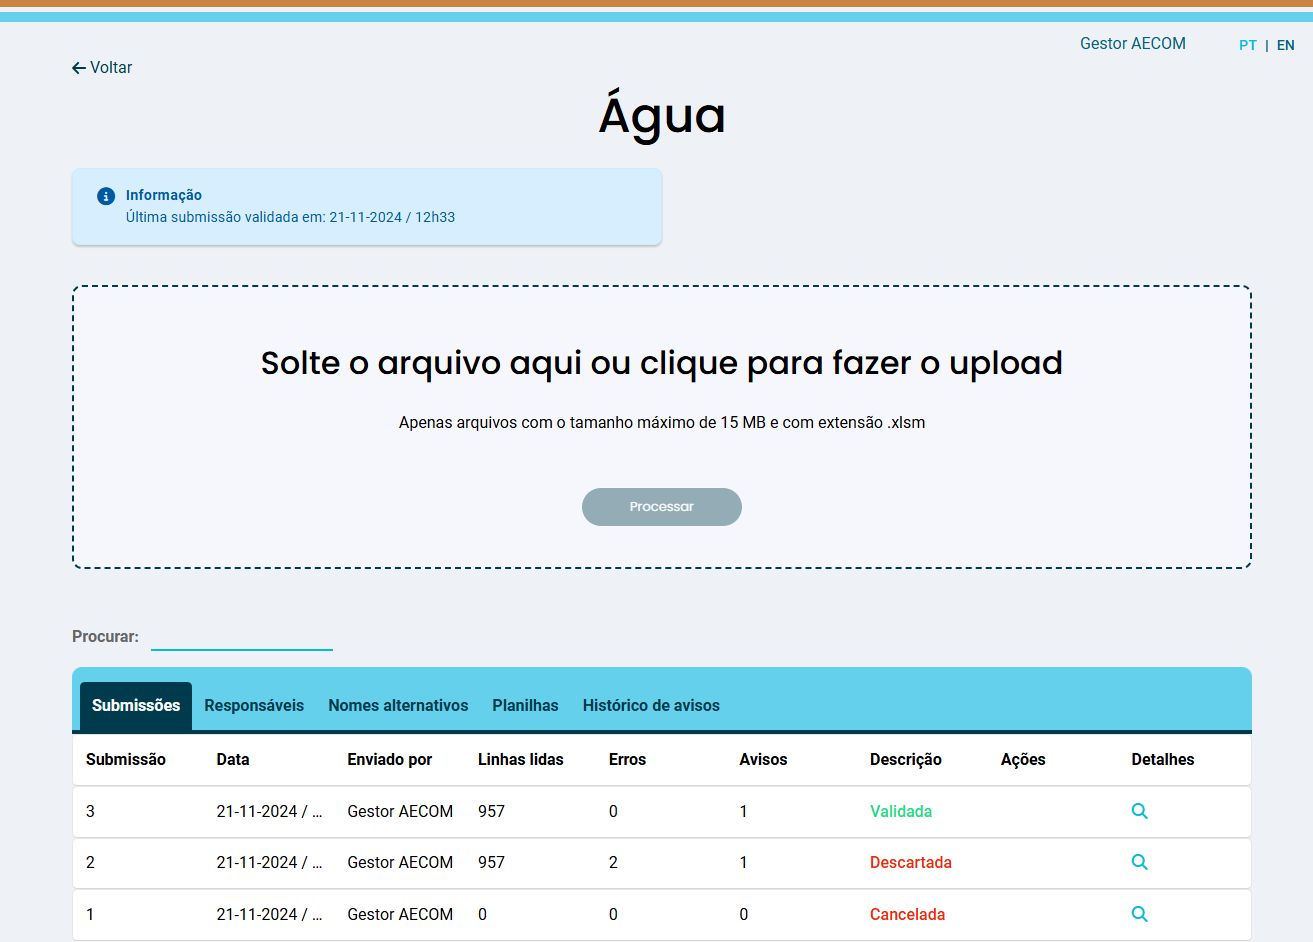 Gestor AECOM PT | EN
Voltar
Água
Informação
Última submissão validada em: 21-11-2024 / 12h33
Solte o arquivo aqui ou clique para fazer o upload
Apenas arquivos com o tamanho máximo de 15 MB e com extensão .xlsm
Processar
Procurar:
Submissões Responsáveis Nomes alternativos Planilhas Histórico de avisos
Submissão Data Enviado por Linhas lidas Erros Avisos Descrição Ações Detalhes
3 21-11-2024 / ... Gestor AECOM 957 0 1 Validada
2 21-11-2024 / ... Gestor AECOM 957 2 1 Descartada
1 21-11-2024 / ... Gestor AECOM 0 0 0 Cancelada